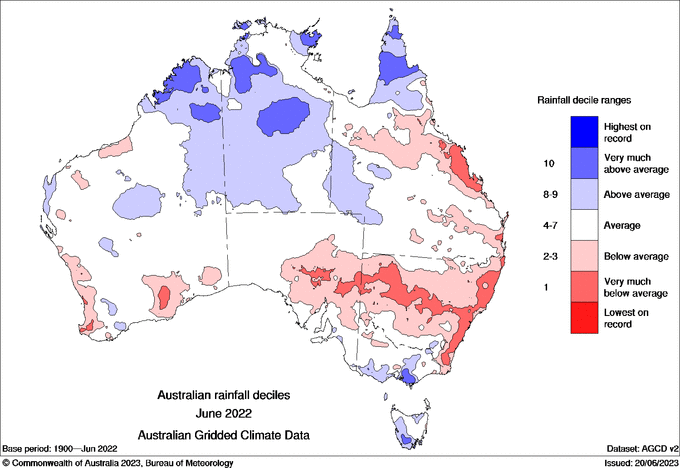 Rainfall decile ranges
Highest on
record
10
Very much
above average
8-9
Above average
4-7
Average
2-3
Below average
1
Very much
below average
Lowest on
record
Australian rainfall deciles
June 2022
Australian Gridded Climate Data
Base period: 1900—Jun 2022
Dataset: AGCD v2
© Commonwealth of Australia 2023, Bureau of Meteorology
Issued: 20/06/2023